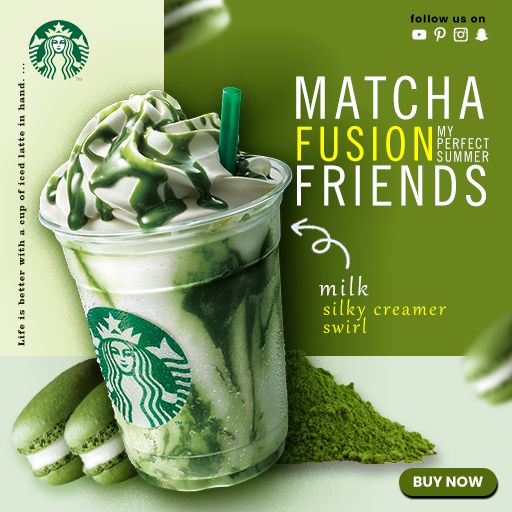 follow us on
MATCHA
FUSION
MY
PERFECT
SUMMER
FRIENDS
Life is better with a cup of iced latte in hand. ...
milk
silky creamer
swirl
BUY NOW
TM